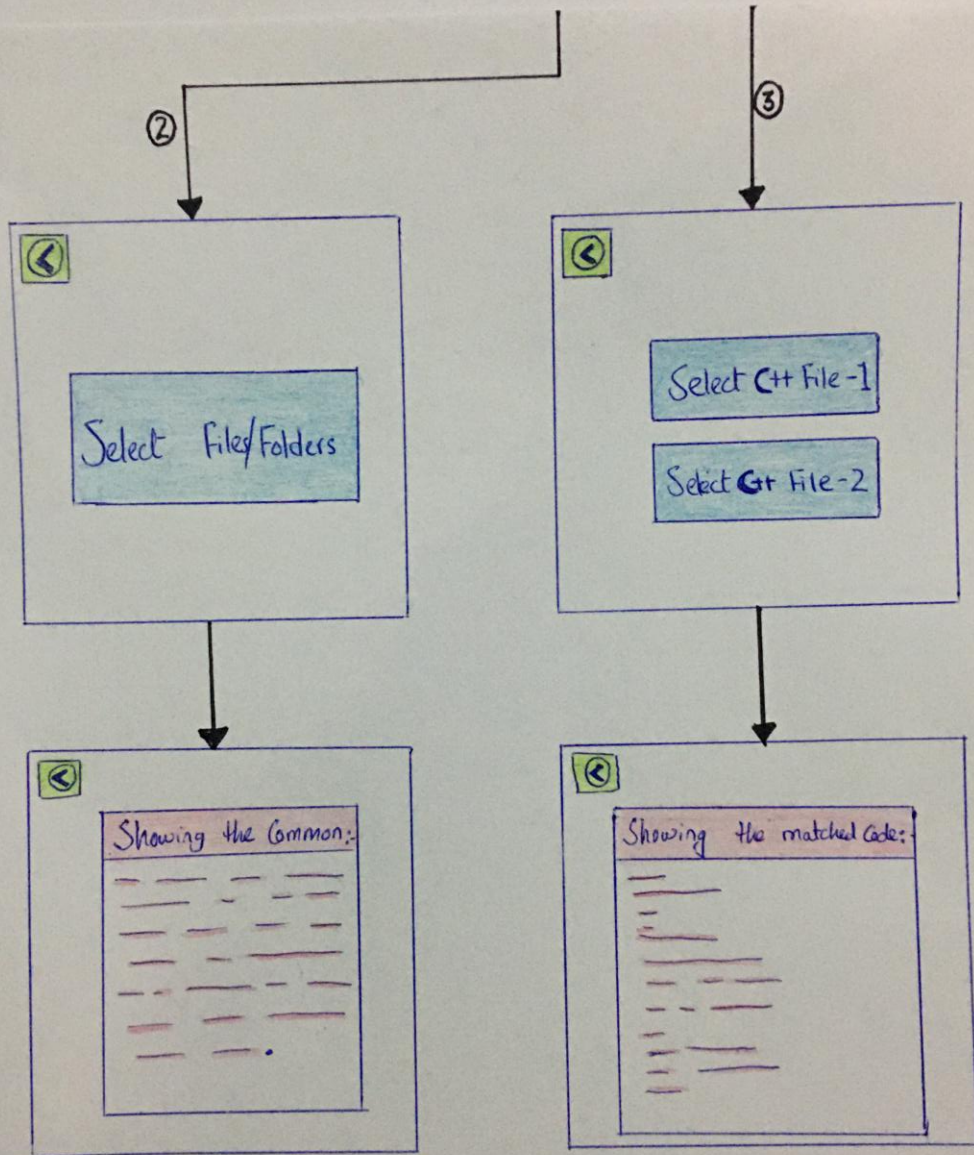 ②
③
Select Files/Folders
Select C++ File-1
Select C++ File-2
Showing the Common:-
Showing the matched Code:-